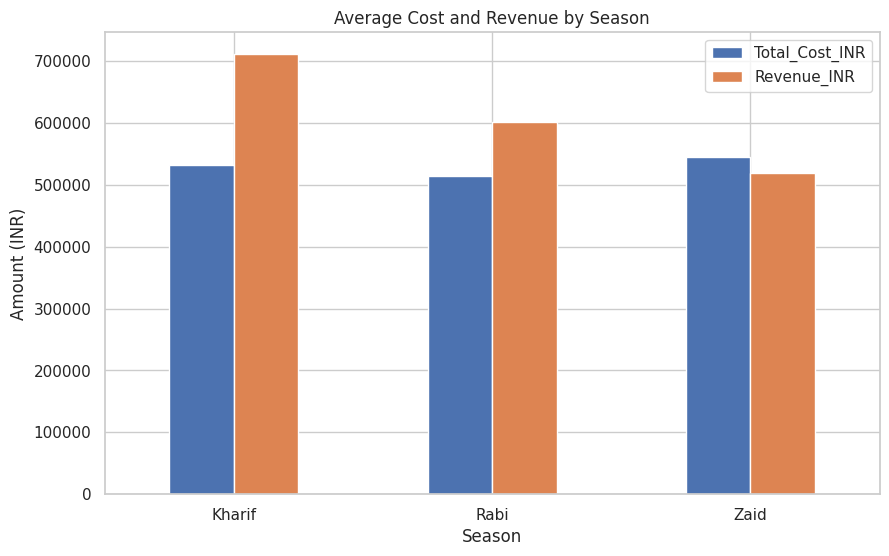 Average Cost and Revenue by Season
Total_Cost_INR
Revenue_INR
Amount (INR)
700000
600000
500000
400000
300000
200000
100000
0
Kharif
Rabi
Zaid
Season